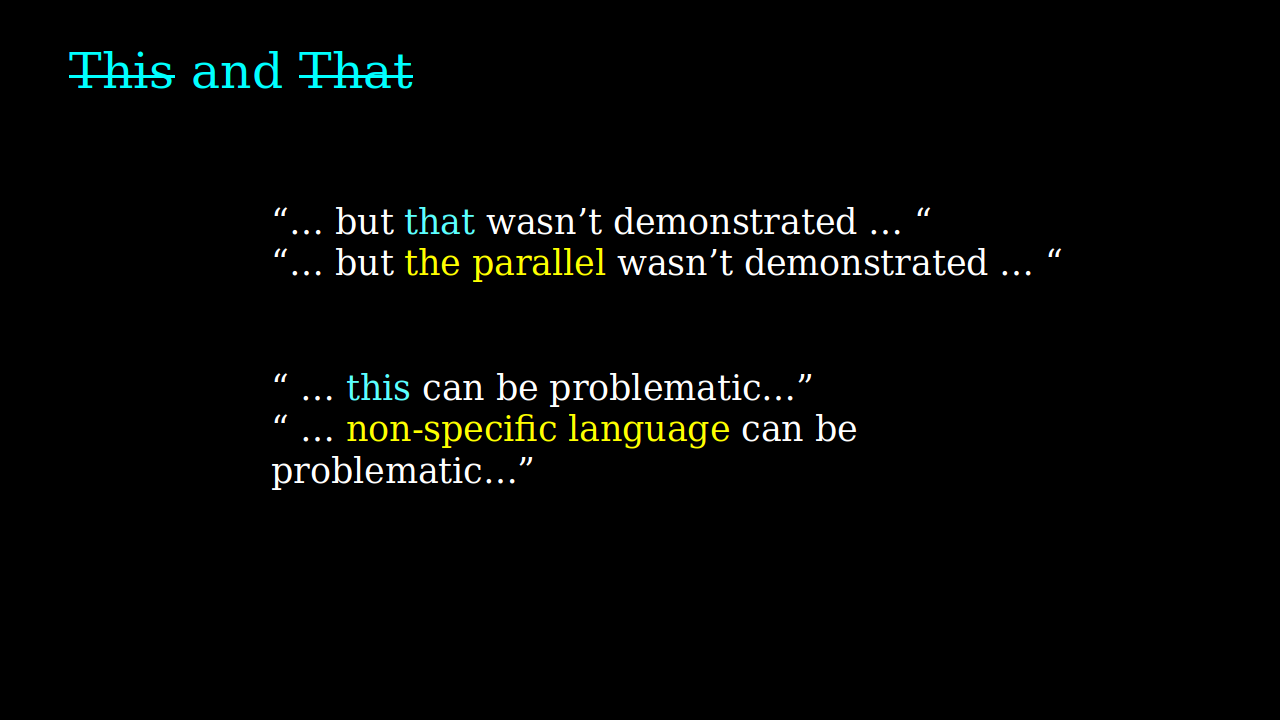 This and That
“… but that wasn’t demonstrated … “
“… but the parallel wasn’t demonstrated … “
“ … this can be problematic…”
“ … non-specific language can be
problematic…”